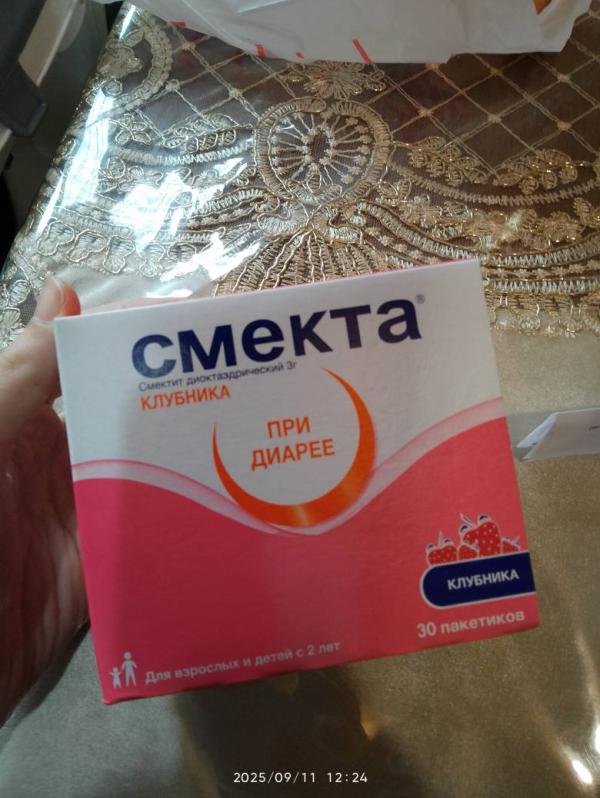 смекта®
Смектит диоктаэдрический 3г
КЛУБНИКА
ПРИ
ДИАРЕЕ
КЛУБНИКА
30 пакетиков
Для взрослых и детей с 2 лет
2025/09/11 12:24